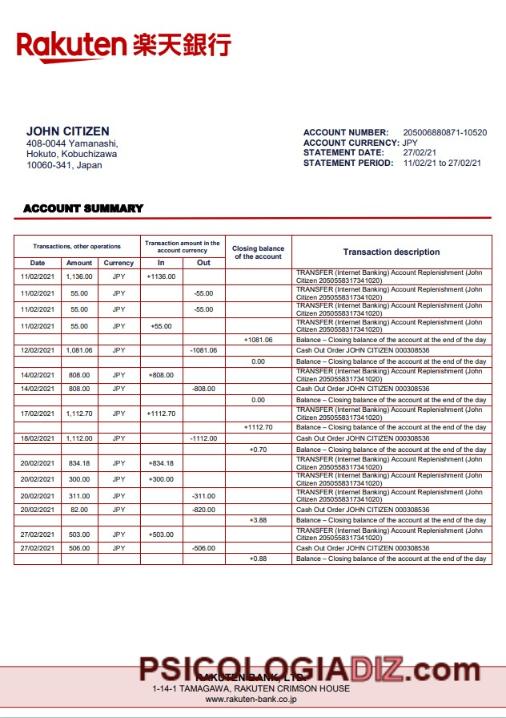 Rakuten 楽天銀行
JOHN CITIZEN
408-0044 Yamanashi,
Hokuto, Kobuchizawa
10060-341, Japan
ACCOUNT NUMBER: 205006880871-10520
ACCOUNT CURRENCY: JPY
STATEMENT DATE: 27/02/21
STATEMENT PERIOD: 11/02/21 to 27/02/21
ACCOUNT SUMMARY
Transactions, other operations
Transaction amount in the
account currency
Closing balance
of the account
Transaction description
Date Amount Currency In Out
11/02/2021 1,136.00 JPY +1136.00 TRANSFER (Internet Banking) Account Replenishment (John
Citizen 2050558317341020)
11/02/2021 55.00 JPY -55.00 TRANSFER (Internet Banking) Account Replenishment (John
Citizen 2050558317341020)
11/02/2021 55.00 JPY -55.00 TRANSFER (Internet Banking) Account Replenishment (John
Citizen 2050558317341020)
11/02/2021 55.00 JPY +55.00 TRANSFER (Internet Banking) Account Replenishment (John
Citizen 2050558317341020)
+1081.06 Balance – Closing balance of the account at the end of the day
12/02/2021 1,081.06 JPY -1081.06 Cash Out Order JOHN CITIZEN 000308536
0.00 Balance – Closing balance of the account at the end of the day
14/02/2021 808.00 JPY +808.00 TRANSFER (Internet Banking) Account Replenishment (John
Citizen 2050558317341020)
14/02/2021 808.00 JPY -808.00 Cash Out Order JOHN CITIZEN 000308536
0.00 Balance – Closing balance of the account at the end of the day
17/02/2021 1,112.70 JPY +1112.70 TRANSFER (Internet Banking) Account Replenishment (John
Citizen 2050558317341020)
+1112.70 Balance – Closing balance of the account at the end of the day
18/02/2021 1,112.00 JPY -1112.00 Cash Out Order JOHN CITIZEN 000308536
+0.70 Balance – Closing balance of the account at the end of the day
20/02/2021 834.18 JPY +834.18 TRANSFER (Internet Banking) Account Replenishment (John
Citizen 2050558317341020)
20/02/2021 300.00 JPY +300.00 TRANSFER (Internet Banking) Account Replenishment (John
Citizen 2050558317341020)
20/02/2021 311.00 JPY -311.00 TRANSFER (Internet Banking) Account Replenishment (John
Citizen 2050558317341020)
20/02/2021 82.00 JPY -820.00 Cash Out Order JOHN CITIZEN 000308536
+3.88 Balance – Closing balance of the account at the end of the day
27/02/2021 503.00 JPY +503.00 TRANSFER (Internet Banking) Account Replenishment (John
Citizen 2050558317341020)
27/02/2021 506.00 JPY -506.00 Cash Out Order JOHN CITIZEN 000308536
+0.88 Balance – Closing balance of the account at the end of the day
PSICOLOGIADIZ.com
RAKUTEN BANK, LTD.
1-14-1 TAMAGAWA, RAKUTEN CRIMSON HOUSE
www.rakuten-bank.co.jp